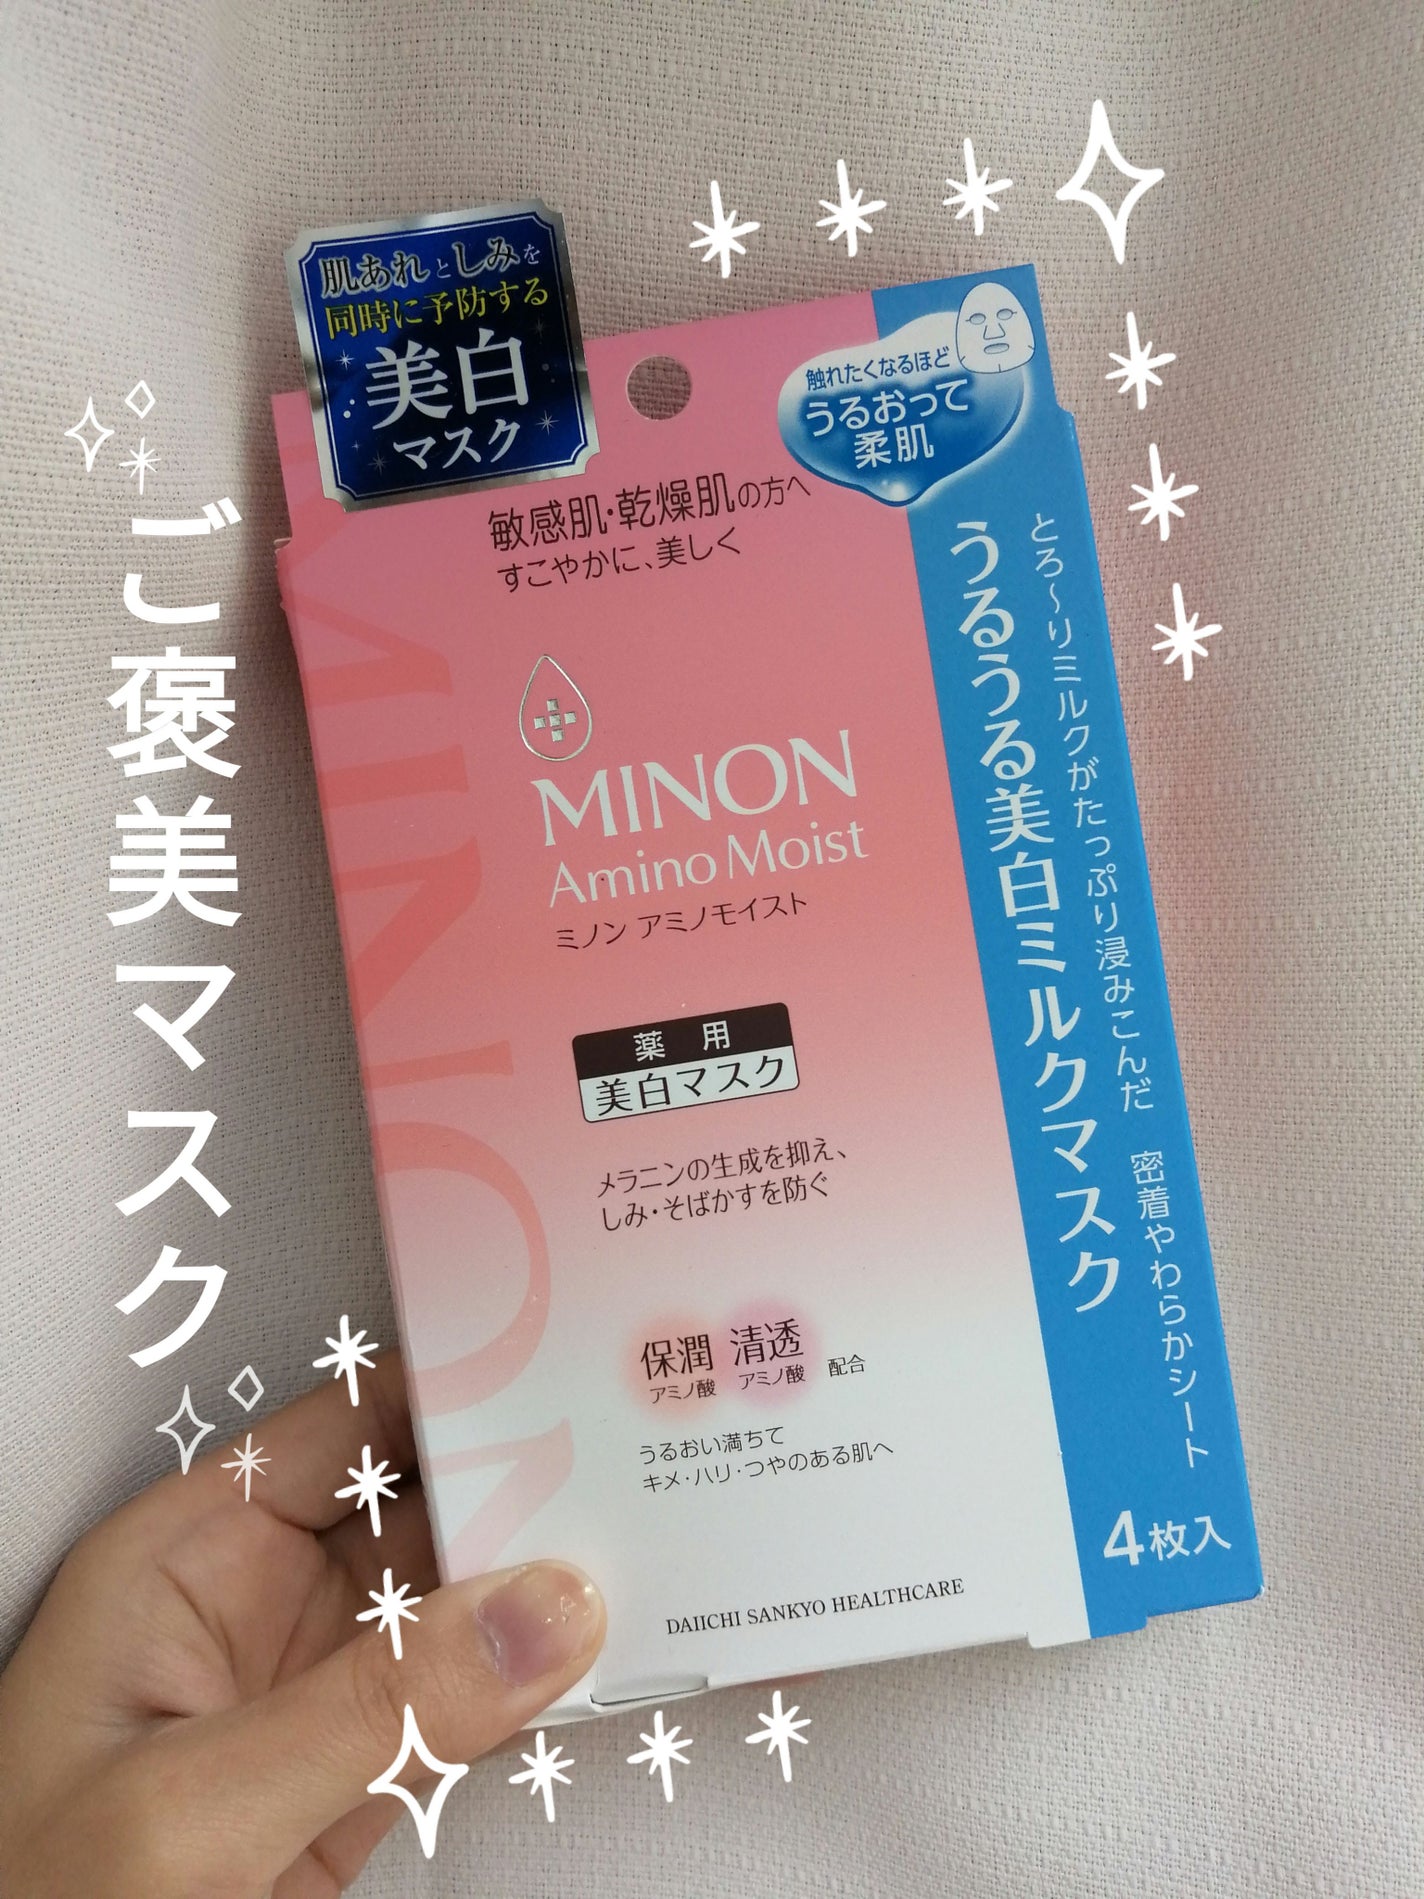 ご褒美マスク
肌あれとしみを
同時に予防する
美白
マスク
触れたくなるほど
うるおって
柔肌
敏感肌・乾燥肌の方へ
すこやかに、美しく
MINON
Amino Moist
ミノン アミノモイスト
薬用
美白マスク
メラニンの生成を抑え、
しみ・そばかすを防ぐ
保潤 清透
アミノ酸 アミノ酸 配合
うるおい満ちて
キメ・ハリ・つやのある肌へ
DAIICHI SANKYO HEALTHCARE
とろ～りミルクがたっぷり浸みこんだ 密着やわらかシート
うるうる美白ミルクマスク
4枚入
MINON